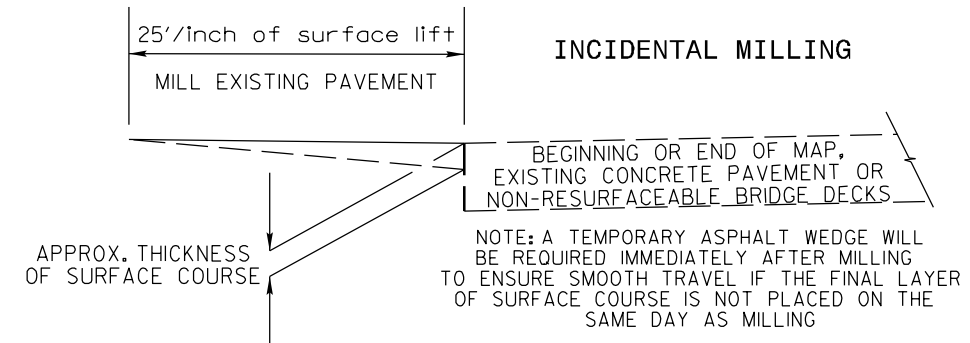 25'/inch of surface lift
INCIDENTAL MILLING
MILL EXISTING PAVEMENT
BEGINNING OR END OF MAP,
EXISTING CONCRETE PAVEMENT OR
NON-RESURFACEABLE BRIDGE DECKS
APPROX. THICKNESS
OF SURFACE COURSE
NOTE: A TEMPORARY ASPHALT WEDGE WILL
BE REQUIRED IMMEDIATELY AFTER MILLING
TO ENSURE SMOOTH TRAVEL IF THE FINAL LAYER
OF SURFACE COURSE IS NOT PLACED ON THE
SAME DAY AS MILLING